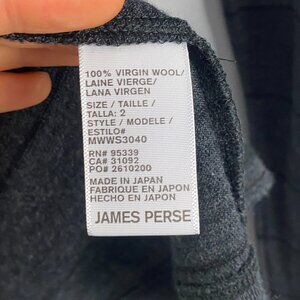 100% VIRGIN WOOL/
LAINE VIERGE/
LANA VIRGEN
SIZE / TAILLE /
TALLA: 2
STYLE / MODELE /
ESTILO#
MWWS3040
RN# 95339
CA# 31092
PO# 2610200
MADE IN JAPAN
FABRIQUE EN JAPON
HECHO EN JAPON
JAMES PERSE